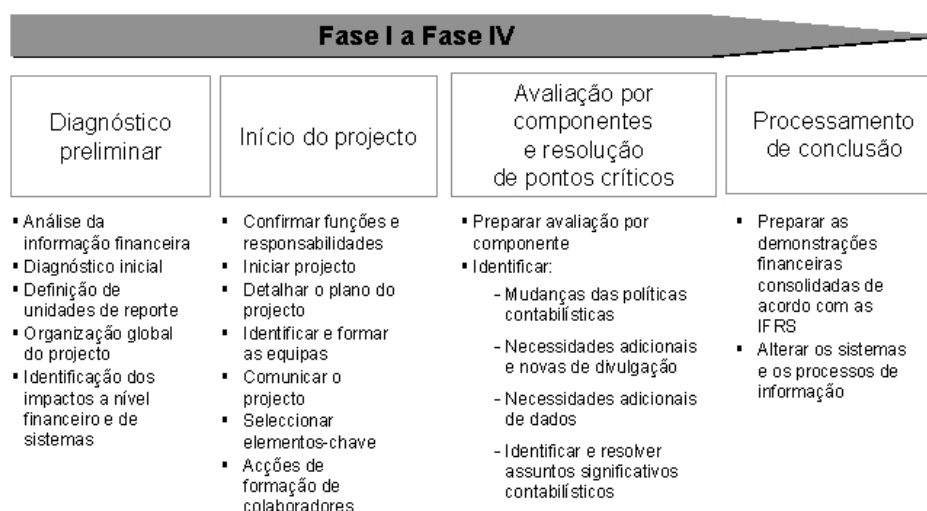 Fase I a Fase IV
Diagnóstico
preliminar
Início do projecto
Avaliação por
componentes
e resolução
de pontos críticos
Processamento
de conclusão
▪ Análise da
informação financeira
▪ Diagnóstico inicial
▪ Definição de
unidades de reporte
▪ Organização global
do projecto
▪ Identificação dos
impactos a nível
financeiro e de
sistemas
▪ Confirmar funções e
responsabilidades
▪ Iniciar projecto
▪ Detalhar o plano do
projecto
▪ Identificar e formar
as equipas
▪ Comunicar o
projecto
▪ Seleccionar
elementos-chave
▪ Acções de
formação de
colaboradores
▪ Preparar avaliação por
componente
▪ Identificar:
- Mudanças das políticas
contabilísticas
- Necessidades adicionais
e novas de divulgação
- Necessidades adicionais
de dados
- Identificar e resolver
assuntos significativos
contabilísticos
▪ Preparar as
demonstrações
financeiras
consolidadas de
acordo com as
IFRS
▪ Alterar os sistemas
e os processos de
informação